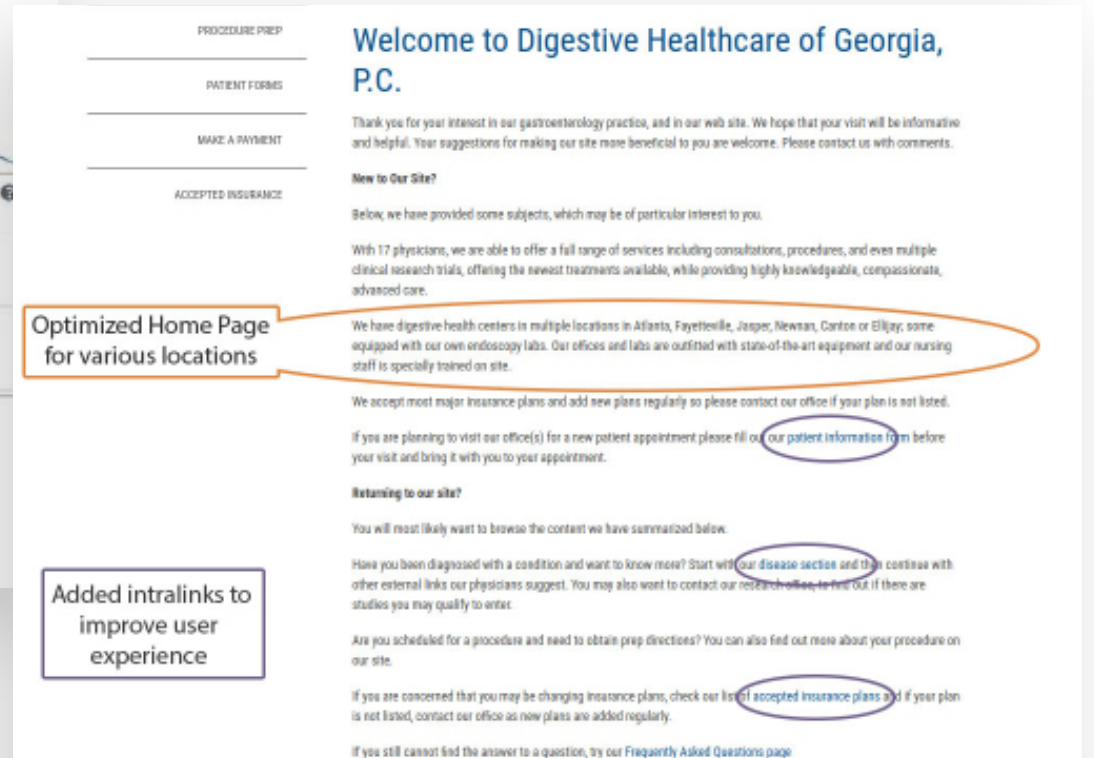 PROCEDURE PREP
PATIENT FORMS
MAKE A PAYMENT
ACCEPTED INSURANCE
Welcome to Digestive Healthcare of Georgia,
P.C.
Thank you for your interest in our gastroenterology practice, and in our web site. We hope that your visit will be informative
and helpful. Your suggestions for making our site more beneficial to you are welcome. Please contact us with comments.
New to Our Site?
Below, we have provided some subjects, which may be of particular interest to you.
With 17 physicians, we are able to offer a full range of services including consultations, procedures, and even multiple
clinical research trials, offering the newest treatments available, while providing highly knowledgeable, compassionate,
advanced care.
Optimized Home Page
for various locations
We have digestive health centers in multiple locations in Atlanta, Fayetteville, Jasper, Newnan, Canton or Ellijay; some
equipped with our own endoscopy labs. Our offices and labs are outfitted with state-of-the-art equipment and our nursing
staff is specially trained on site.
We accept most major insurance plans and add new plans regularly so please contact our office if your plan is not listed.
If you are planning to visit our office(s) for a new patient appointment please fill out our patient information form before
your visit and bring it with you to your appointment.
Returning to our site?
You will most likely want to browse the content we have summarized below.
Added intralinks to
improve user
experience
Have you been diagnosed with a condition and want to know more? Start with our disease section and then continue with
other external links our physicians suggest. You may also want to contact our research office, to find out if there are
studies you may qualify to enter.
Are you scheduled for a procedure and need to obtain prep directions? You can also find out more about your procedure on
our site.
If you are concerned that you may be changing insurance plans, check our list of accepted insurance plans and if your plan
is not listed, contact our office as new plans are added regularly.
If you still cannot find the answer to a question, try our Frequently Asked Questions page